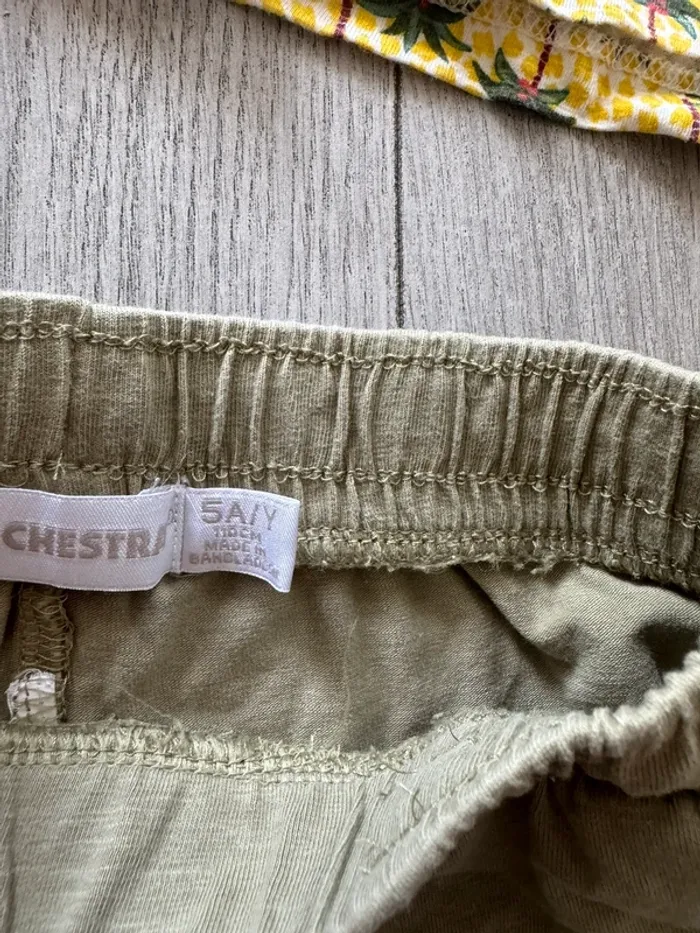 CHESTRA
5A/Y
110CM
MADE IN
BANGLADESH